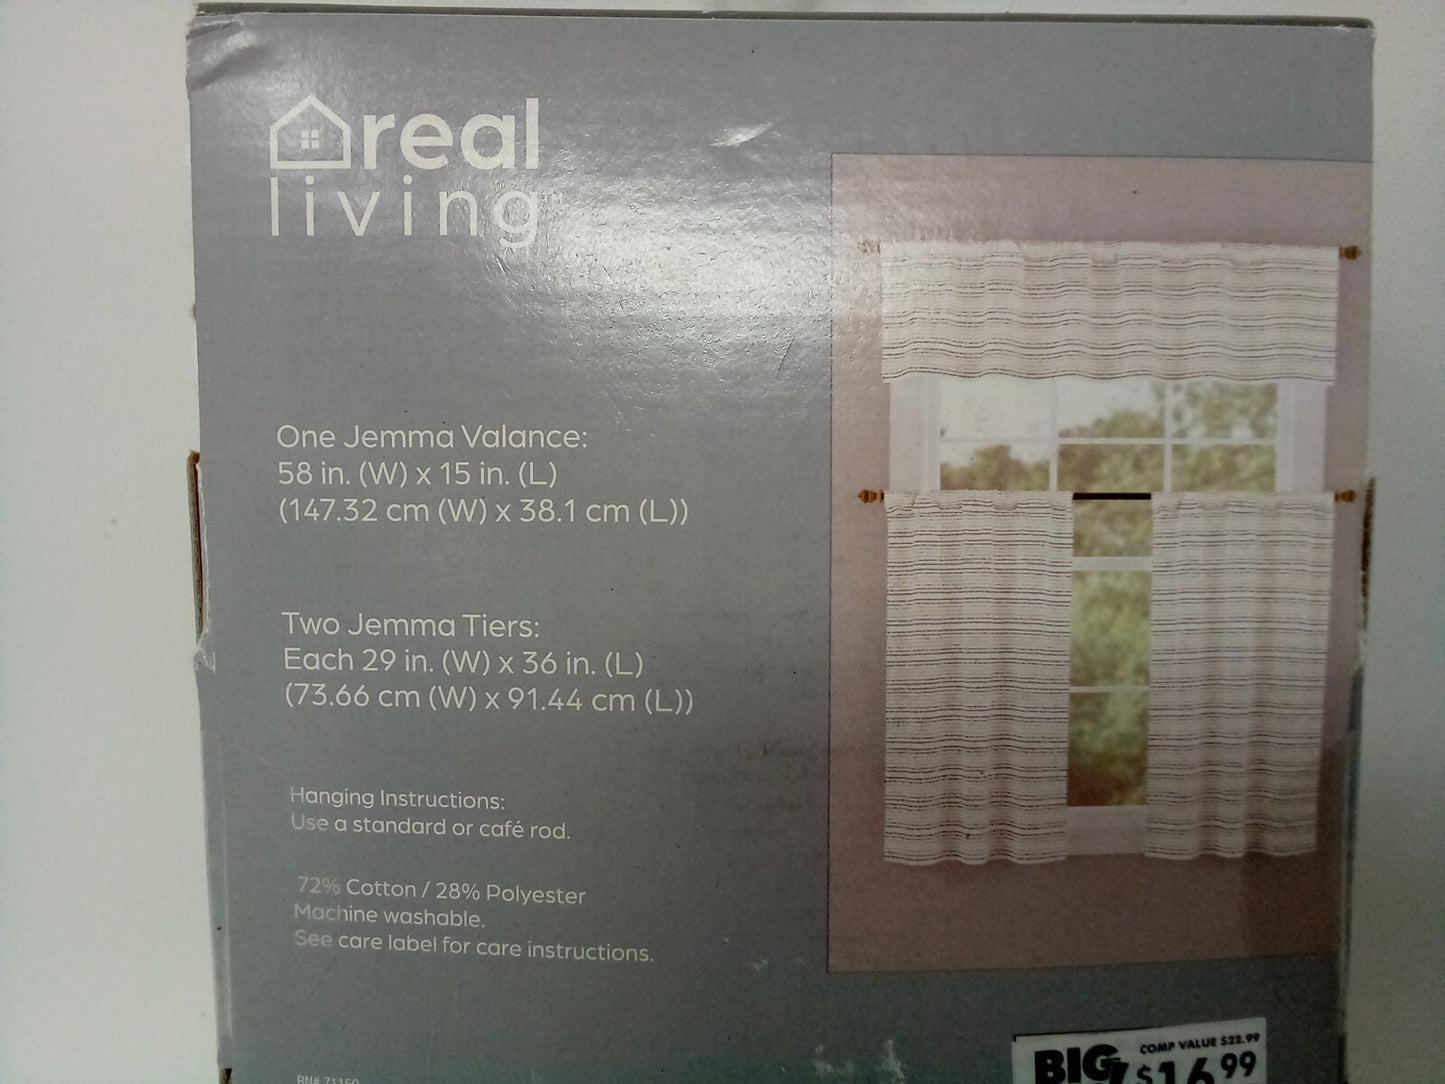 real
living
One Jemma Valance:
58 in. (W) x 15 in. (L)
(147.32 cm (W) x 38.1 cm (L))
Two Jemma Tiers:
Each 29 in. (W) x 36 in. (L)
(73.66 cm (W) x 91.44 cm (L))
Hanging Instructions:
Use a standard or café rod.
72% Cotton / 28% Polyester
Machine washable.
See care label for care instructions.
RN# 71150
COMP VALUE $22.99
BIG
$16.99